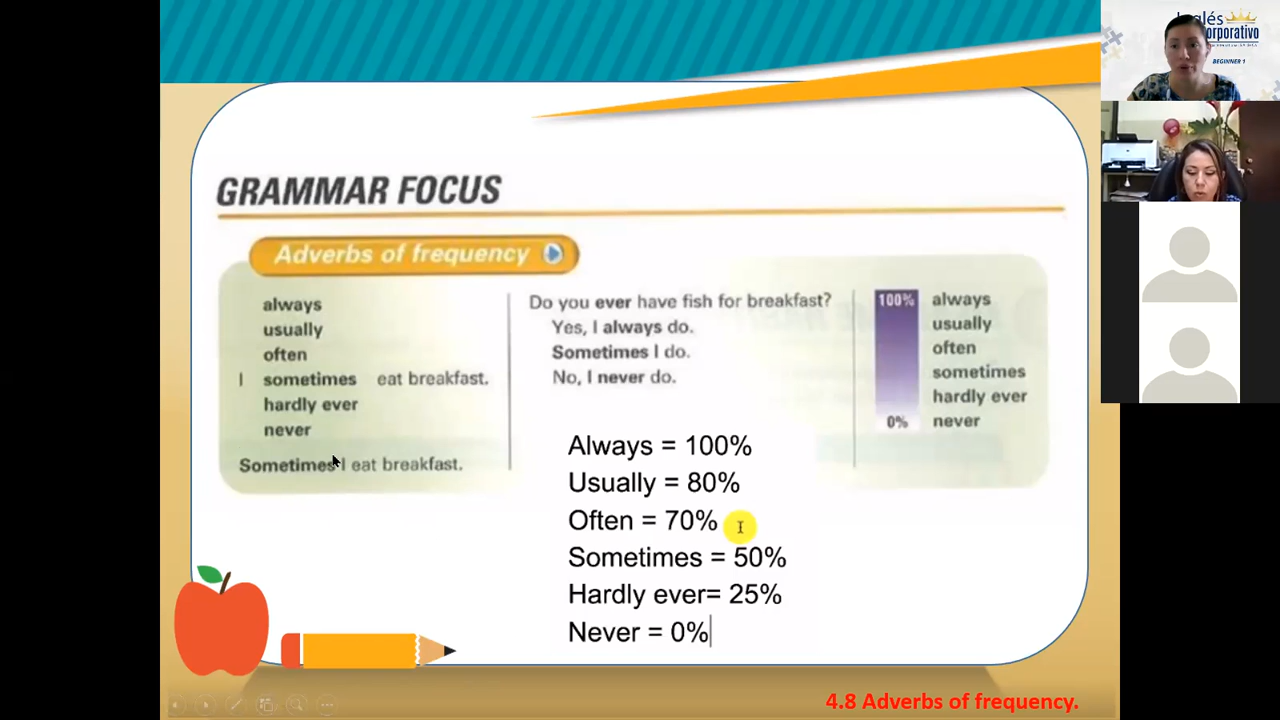 GRAMMAR FOCUS
Adverbs of frequency
always
usually
often
I sometimes eat breakfast.
hardly ever
never
Sometimes I eat breakfast.
Do you ever have fish for breakfast?
Yes, I always do.
Sometimes I do.
No, I never do.
100% always
usually
often
sometimes
hardly ever
0% never
Always = 100%
Usually = 80%
Often = 70%
Sometimes = 50%
Hardly ever= 25%
Never = 0%
4.8 Adverbs of frequency.
BEGINNER 1